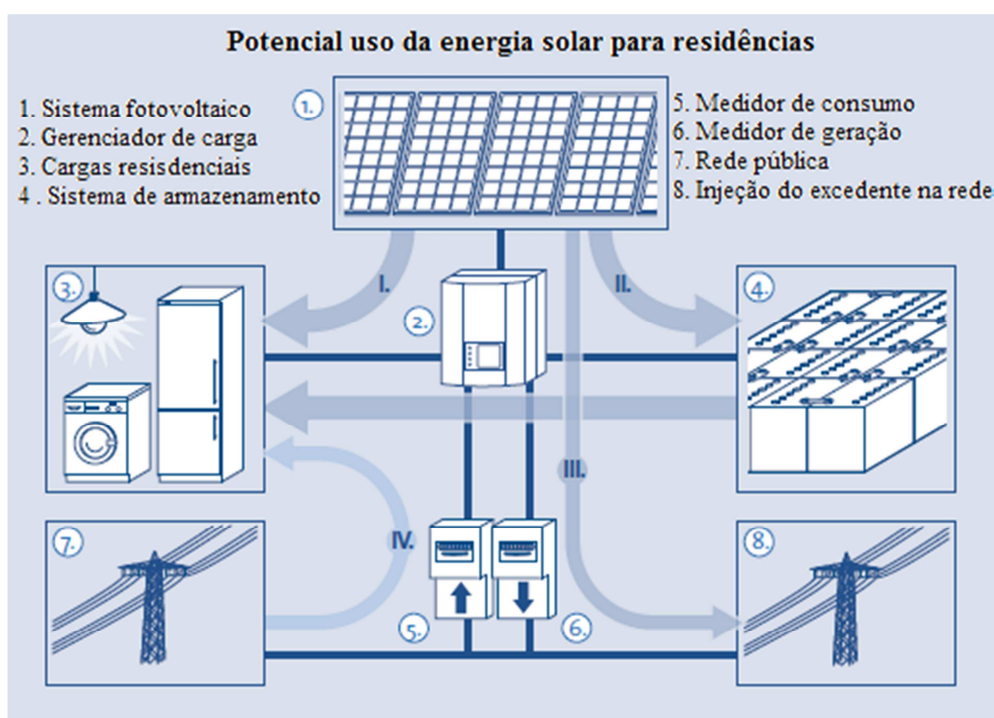 Potencial uso da energia solar para residências
1. Sistema fotovoltaico
2. Gerenciador de carga
3. Cargas resisdenciais
4 . Sistema de armazenamento
1.
5. Medidor de consumo
6. Medidor de geração
7. Rede pública
8. Injeção do excedente na rede
3.
I.
2.
II.
4.
III.
7.
IV.
5.
6.
8.